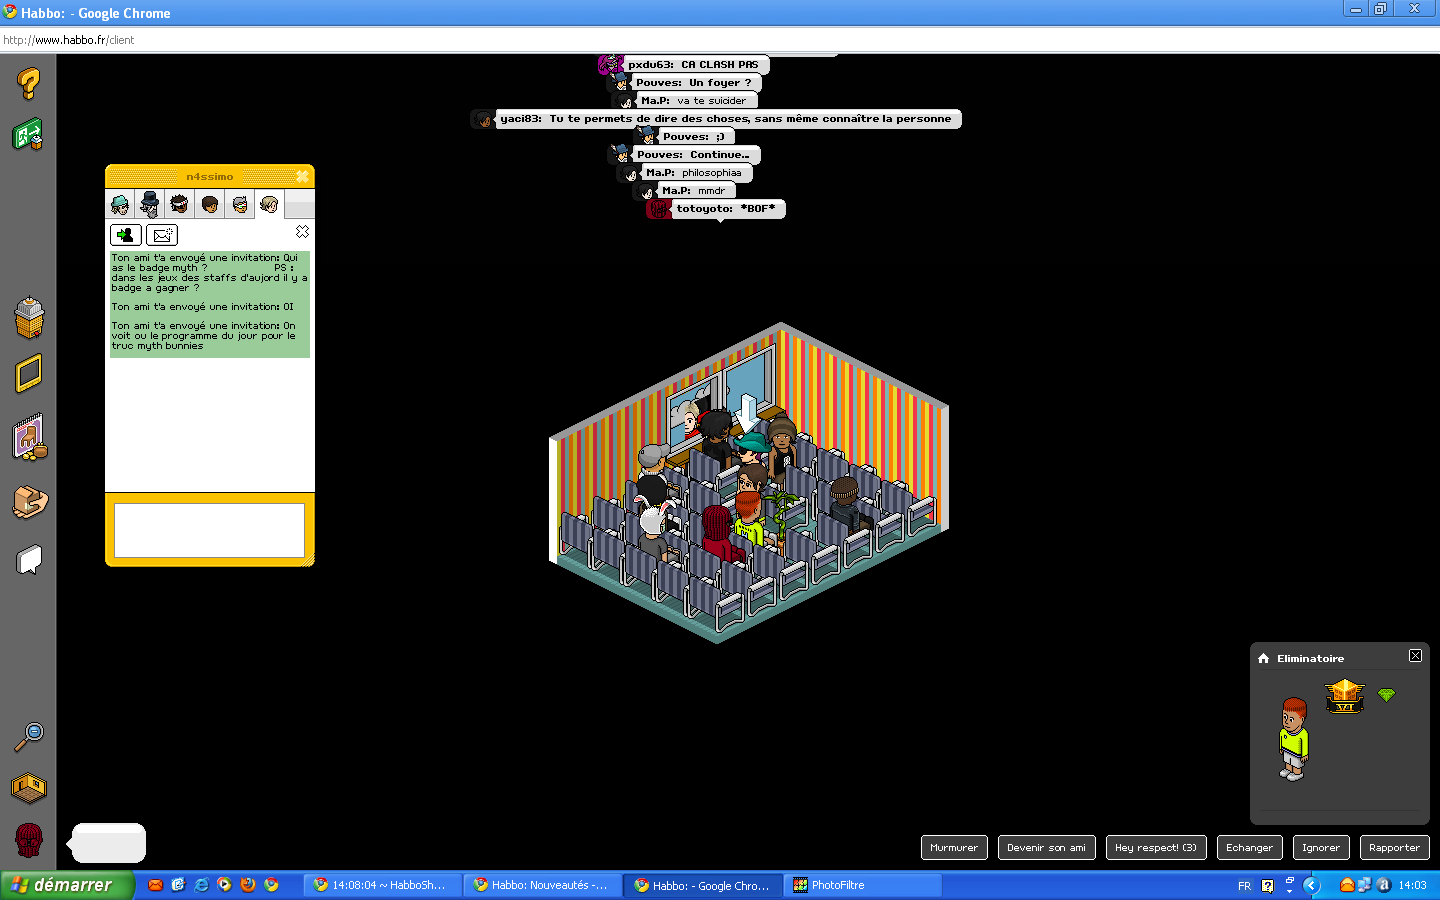 Habbo: - Google Chrome
http://www.habbo.fr/client
pxdu63: CA CLASH PAS
Pouves: Un foyer ?
Ma.P: va te suicider
yaci83: Tu te permets de dire des choses, sans même connaître la personne
Pouves: ;)
Pouves: Continue...
Ma.P: philosophiaa
Ma.P: mmdr
totoyoto: *BOF*
n4ssimo
Ton ami t'a envoyé une invitation: Qui
as le badge myth ? PS :
dans les jeux des staffs d'aujord il y a
badge a gagner ?
Ton ami t'a envoyé une invitation: OI
Ton ami t'a envoyé une invitation: On
voit ou le programme du jour pour le
truc myth bunnies
Eliminatoire
Murmurer
Devenir son ami
Hey respect! (3)
Echanger
Ignorer
Rapporter
démarrer
14:08:04 ~ HabboSh...
Habbo: Nouveautés -...
Habbo: - Google Chro...
PhotoFiltre
FR
14:03